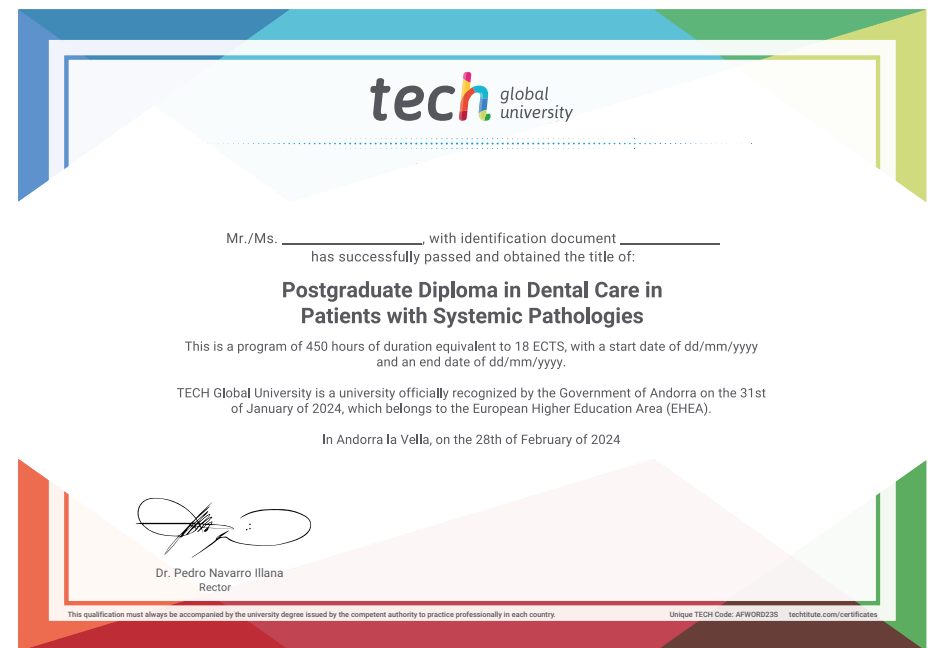 tech global
university
Mr./Ms. ____________, with identification document ____________
has successfully passed and obtained the title of:
Postgraduate Diploma in Dental Care in
Patients with Systemic Pathologies
This is a program of 450 hours of duration equivalent to 18 ECTS, with a start date of dd/mm/yyyy
and an end date of dd/mm/yyyy.
TECH Global University is a university officially recognized by the Government of Andorra on the 31st
of January of 2024, which belongs to the European Higher Education Area (EHEA).
In Andorra la Vella, on the 28th of February of 2024
Dr. Pedro Navarro Illana
Rector
This qualification must always be accompanied by the university degree issued by the competent authority to practice professionally in each country.
Unique TECH Code: AFWORD23S techtitute.com/certificates